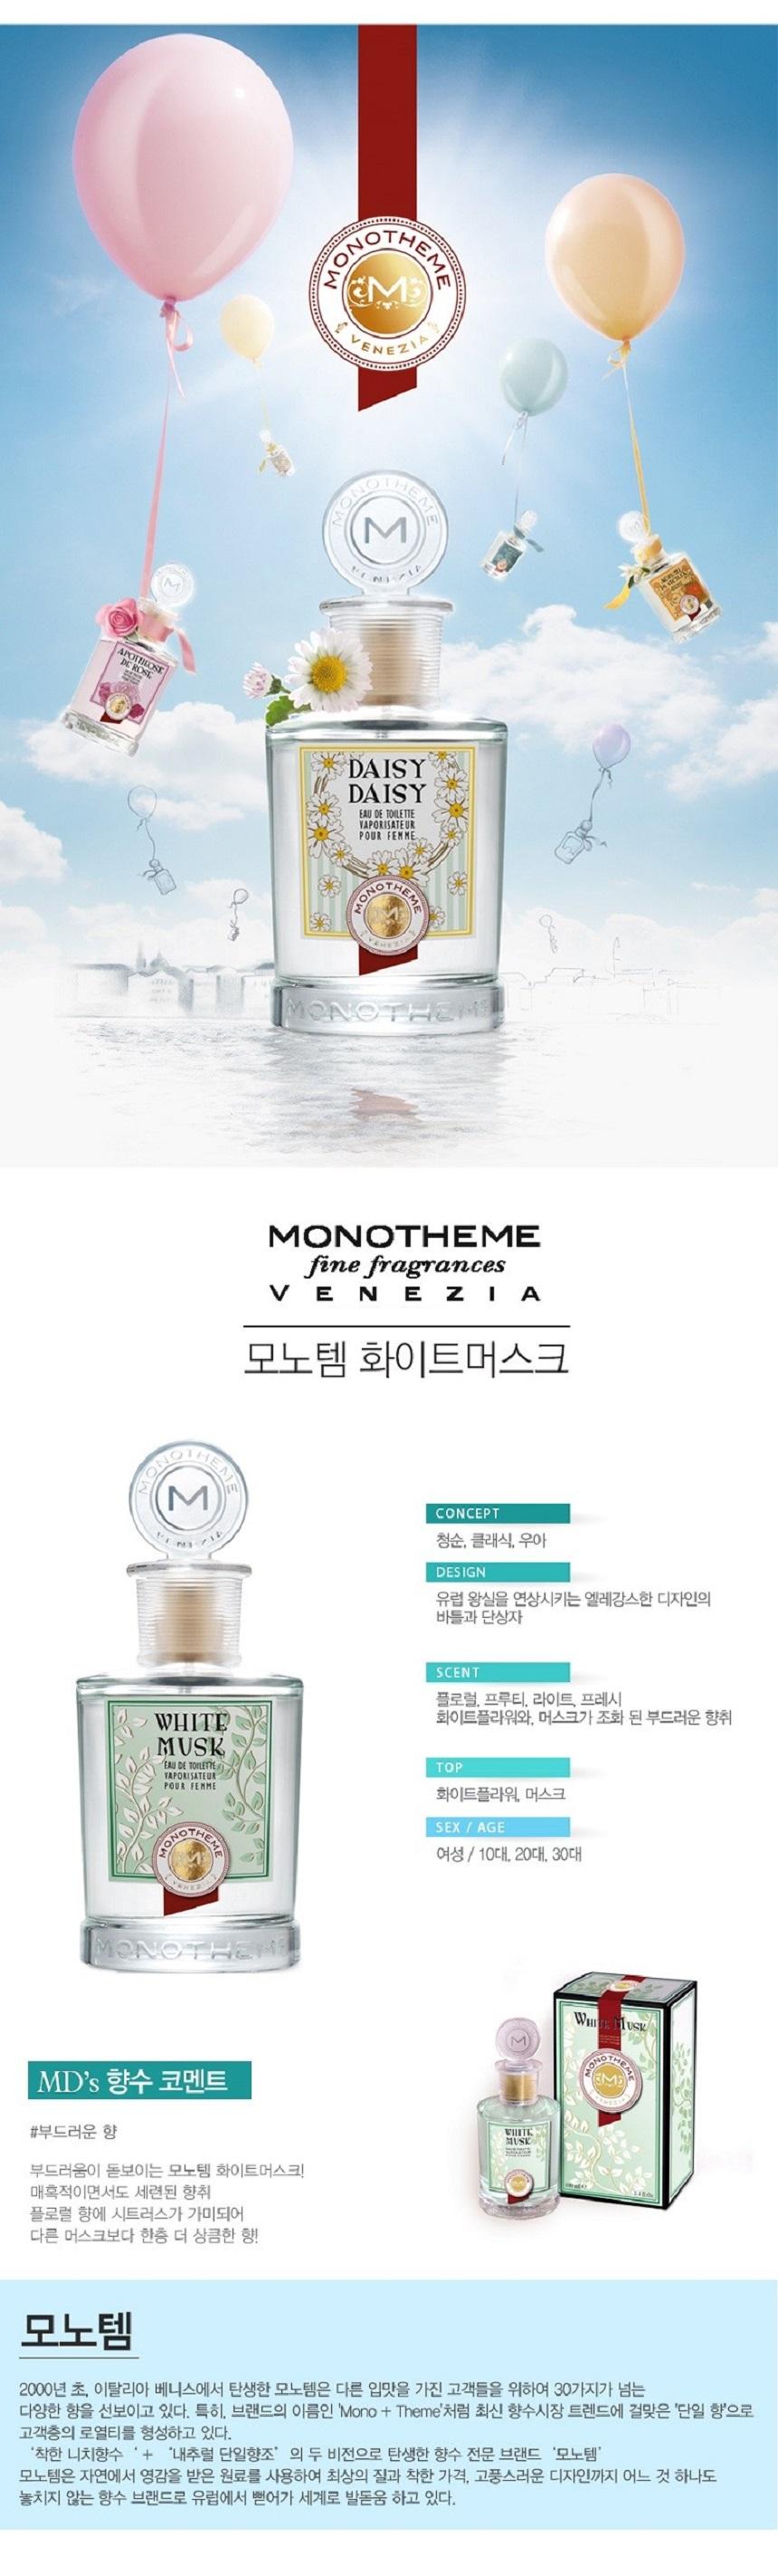 MONOTHEME
M
VENEZIA
MONOTHEME
M
VENEZIA
M
APOTHEOSE
DE ROSE
DAISY
DAISY
EAU DE TOILETTE
VAPORISATEUR
POUR FEMME
MONOTHEME
M
VENEZIA
MONOTHEME
MONOTHEME
fine fragrances
VENEZIA
모노템 화이트머스크
MONOTHEME
M
VENEZIA
CONCEPT
청순, 클래식, 우아
DESIGN
유럽 왕실을 연상시키는 엘레강스한 디자인의
바틀과 단상자
SCENT
플로럴, 프루티, 라이트, 프레시
화이트플라워와, 머스크가 조화 된 부드러운 향취
TOP
화이트플라워, 머스크
SEX / AGE
여성 / 10대, 20대, 30대
WHITE
MUSK
EAU DE TOILETTE
VAPORISATEUR
POUR FEMME
MONOTHEME
M
VENEZIA
MONOTHEME
WHITE MUSK
MONOTHEME
M
VENEZIA
M
WHITE
MUSK
MD's 향수 코멘트
#부드러운 향
부드러움이 돋보이는 모노템 화이트머스크!
매혹적이면서도 세련된 향취
플로럴 향에 시트러스가 가미되어
다른 머스크보다 한층 더 상큼한 향!
모노템
2000년 초, 이탈리아 베니스에서 탄생한 모노템은 다른 입맛을 가진 고객들을 위하여 30가지가 넘는
다양한 향을 선보이고 있다. 특히, 브랜드의 이름인 'Mono + Theme'처럼 최신 향수시장 트렌드에 걸맞은 '단일 향'으로
고객층의 로열티를 형성하고 있다.
‘착한 니치향수 ‘ + ‘내추럴 단일향조’ 의 두 비전으로 탄생한 향수 전문 브랜드 ‘모노템’
모노템은 자연에서 영감을 받은 원료를 사용하여 최상의 질과 착한 가격, 고풍스러운 디자인까지 어느 것 하나도
놓치지 않는 향수 브랜드로 유럽에서 뻗어가 세계로 발돋움 하고 있다.